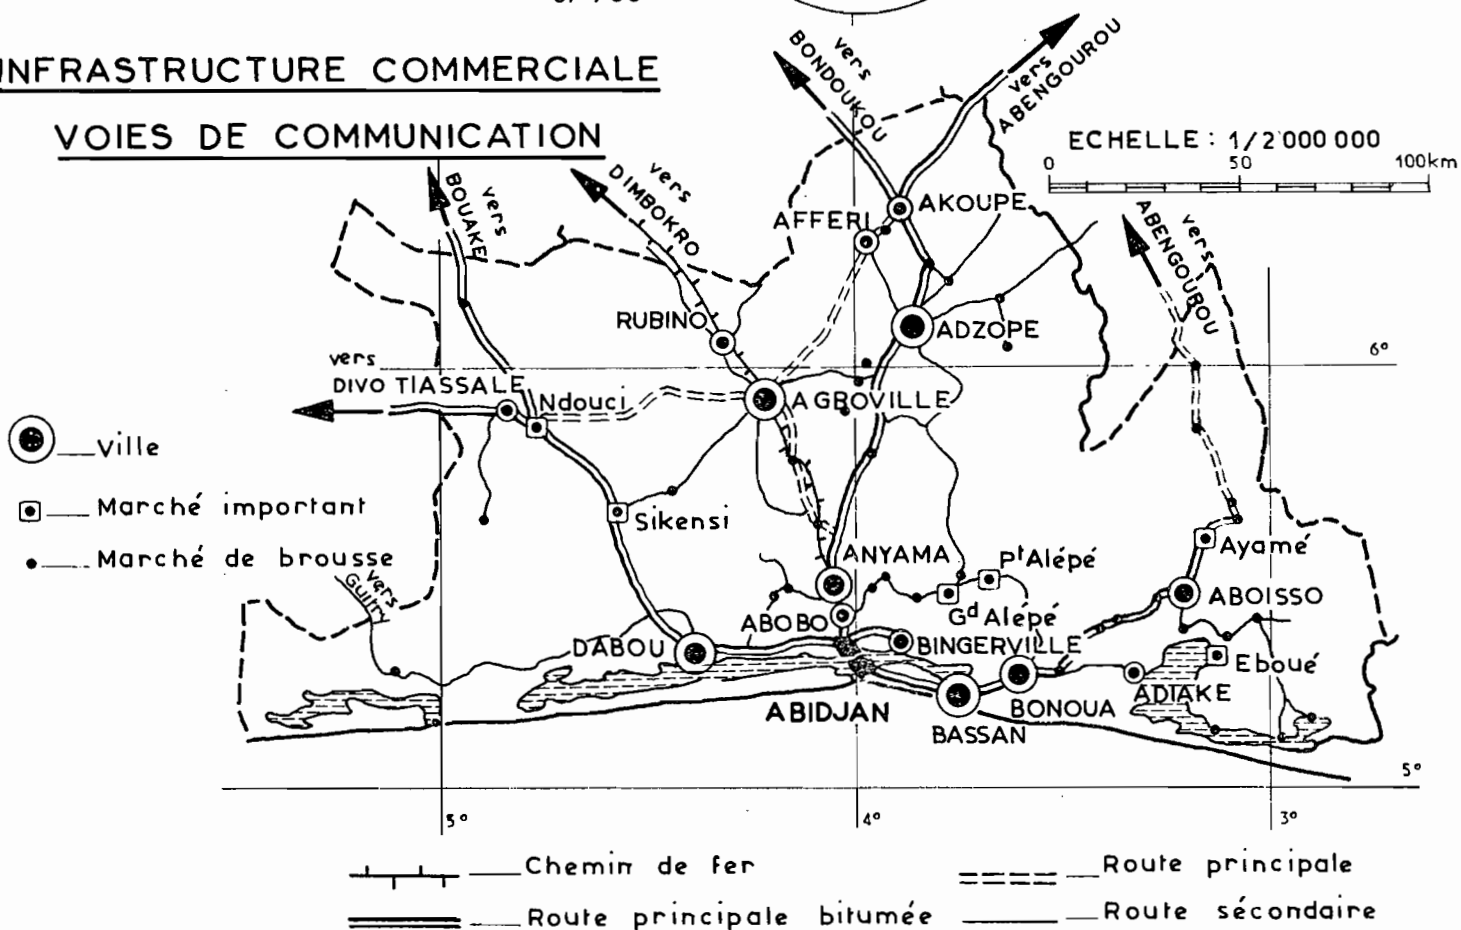 INFRASTRUCTURE COMMERCIALE
VOIES DE COMMUNICATION
vers
BONDOUKOU
vers
ABENGOUROU
ECHELLE: 1/2 000 000
0 50 100km
vers
BOUAKE
vers
DIMBOKRO
AKOUPE
AFFERI
vers
ABENGOUROU
RUBINO
ADZOPE
6°
vers
DIVO TIASSALE
Ndouci
AGBOVILLE
Ville
Marché important
Marché de brousse
Sikensi
vers
Guitry
ANYAMA
Pt Alépé
Gd Alépé
Ayamé
ABOISSO
ABOBO
DABOU
BINGERVILLE
Eboué
ADIAKE
ABIDJAN
BONOUA
BASSAN
5°
5°
4°
3°
Chemin de fer
Route principale
Route principale bitumée
Route sécondaire